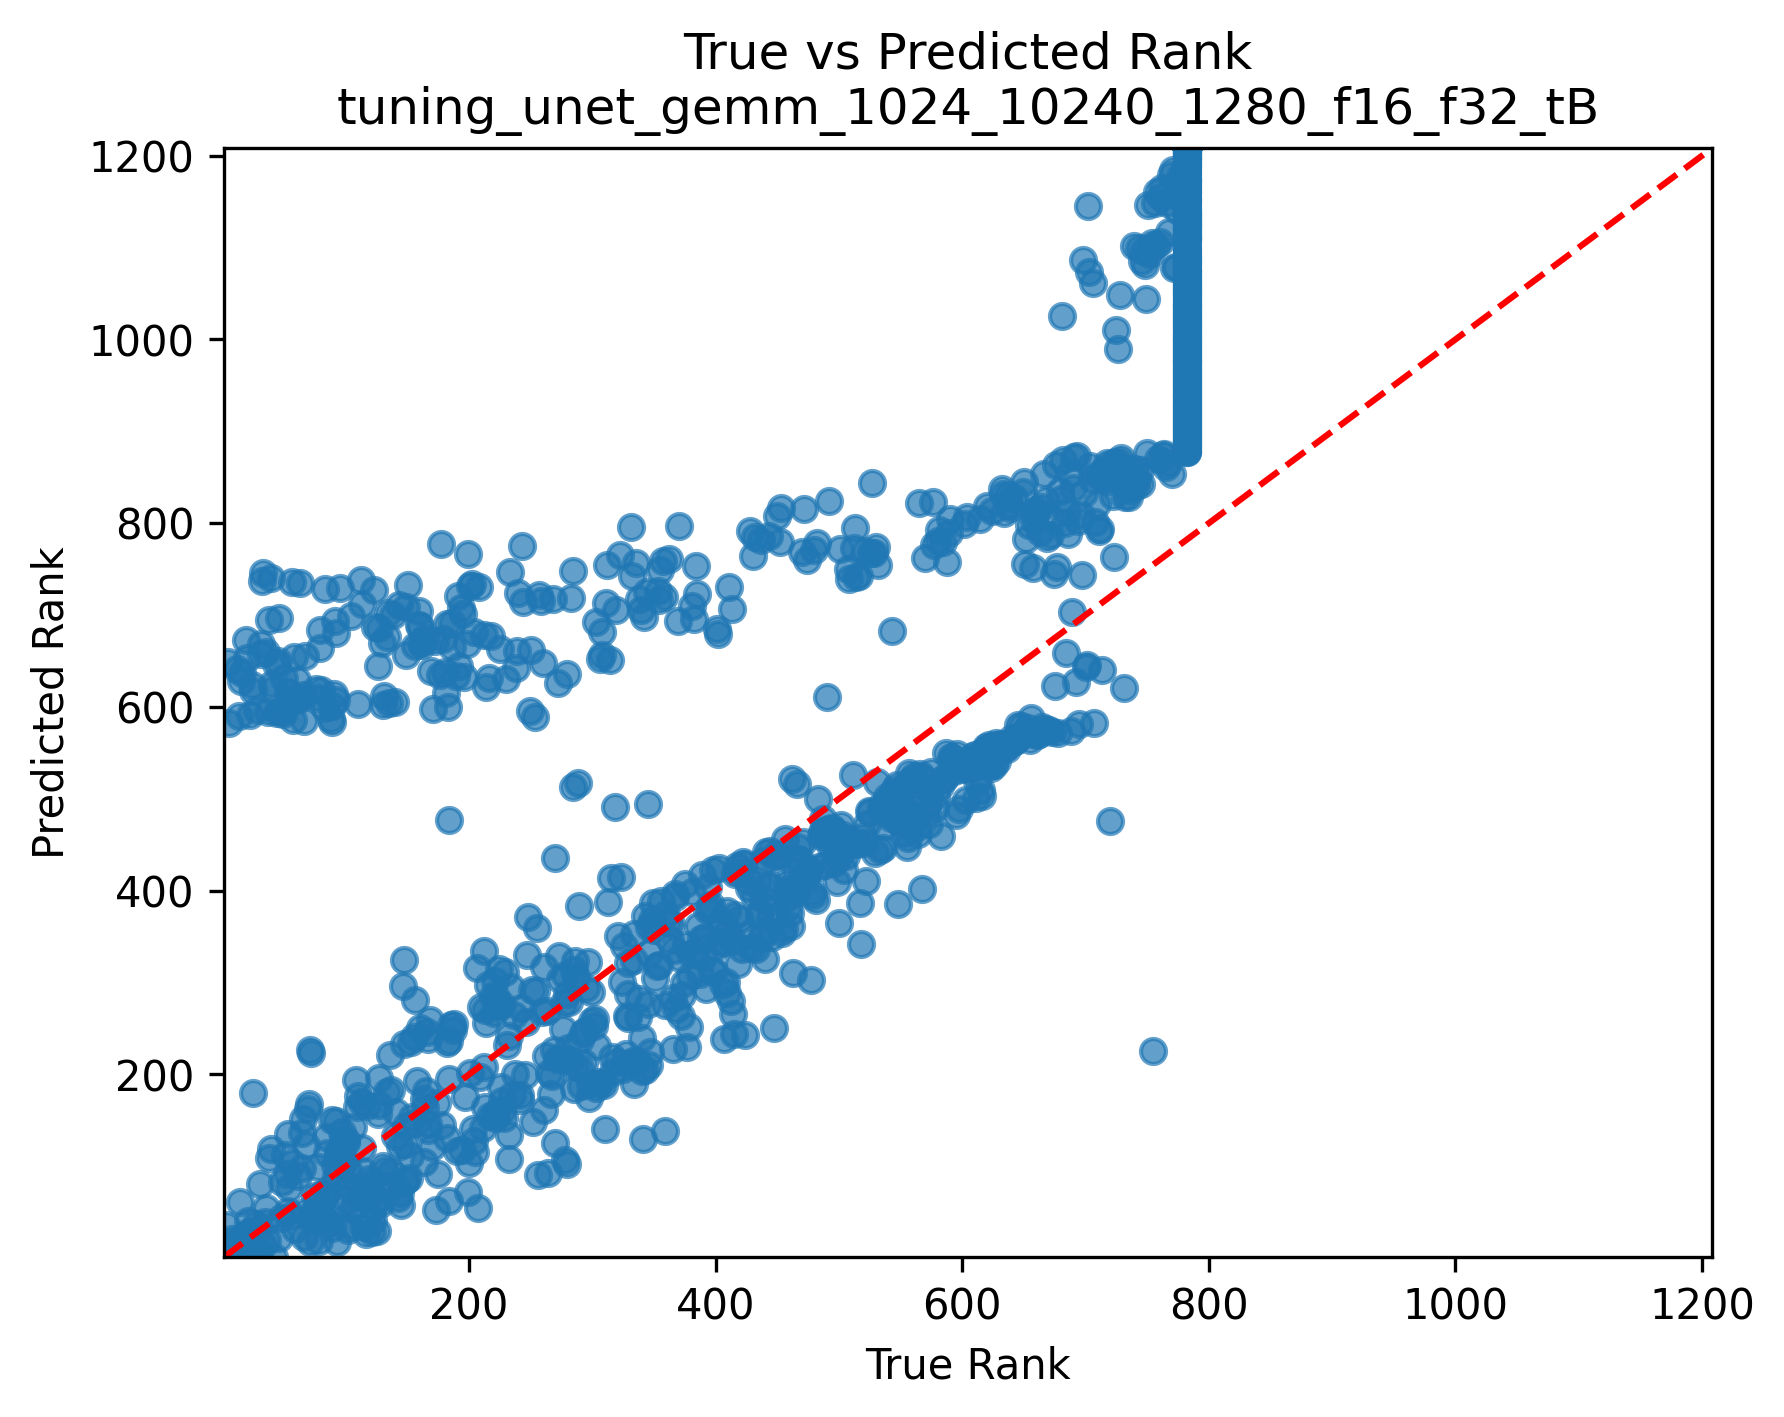 True vs Predicted Rank
tuning_unet_gemm_1024_10240_1280_f16_f32_tB
1200
1000
800
600
400
200
Predicted Rank
200 400 600 800 1000 1200
True Rank